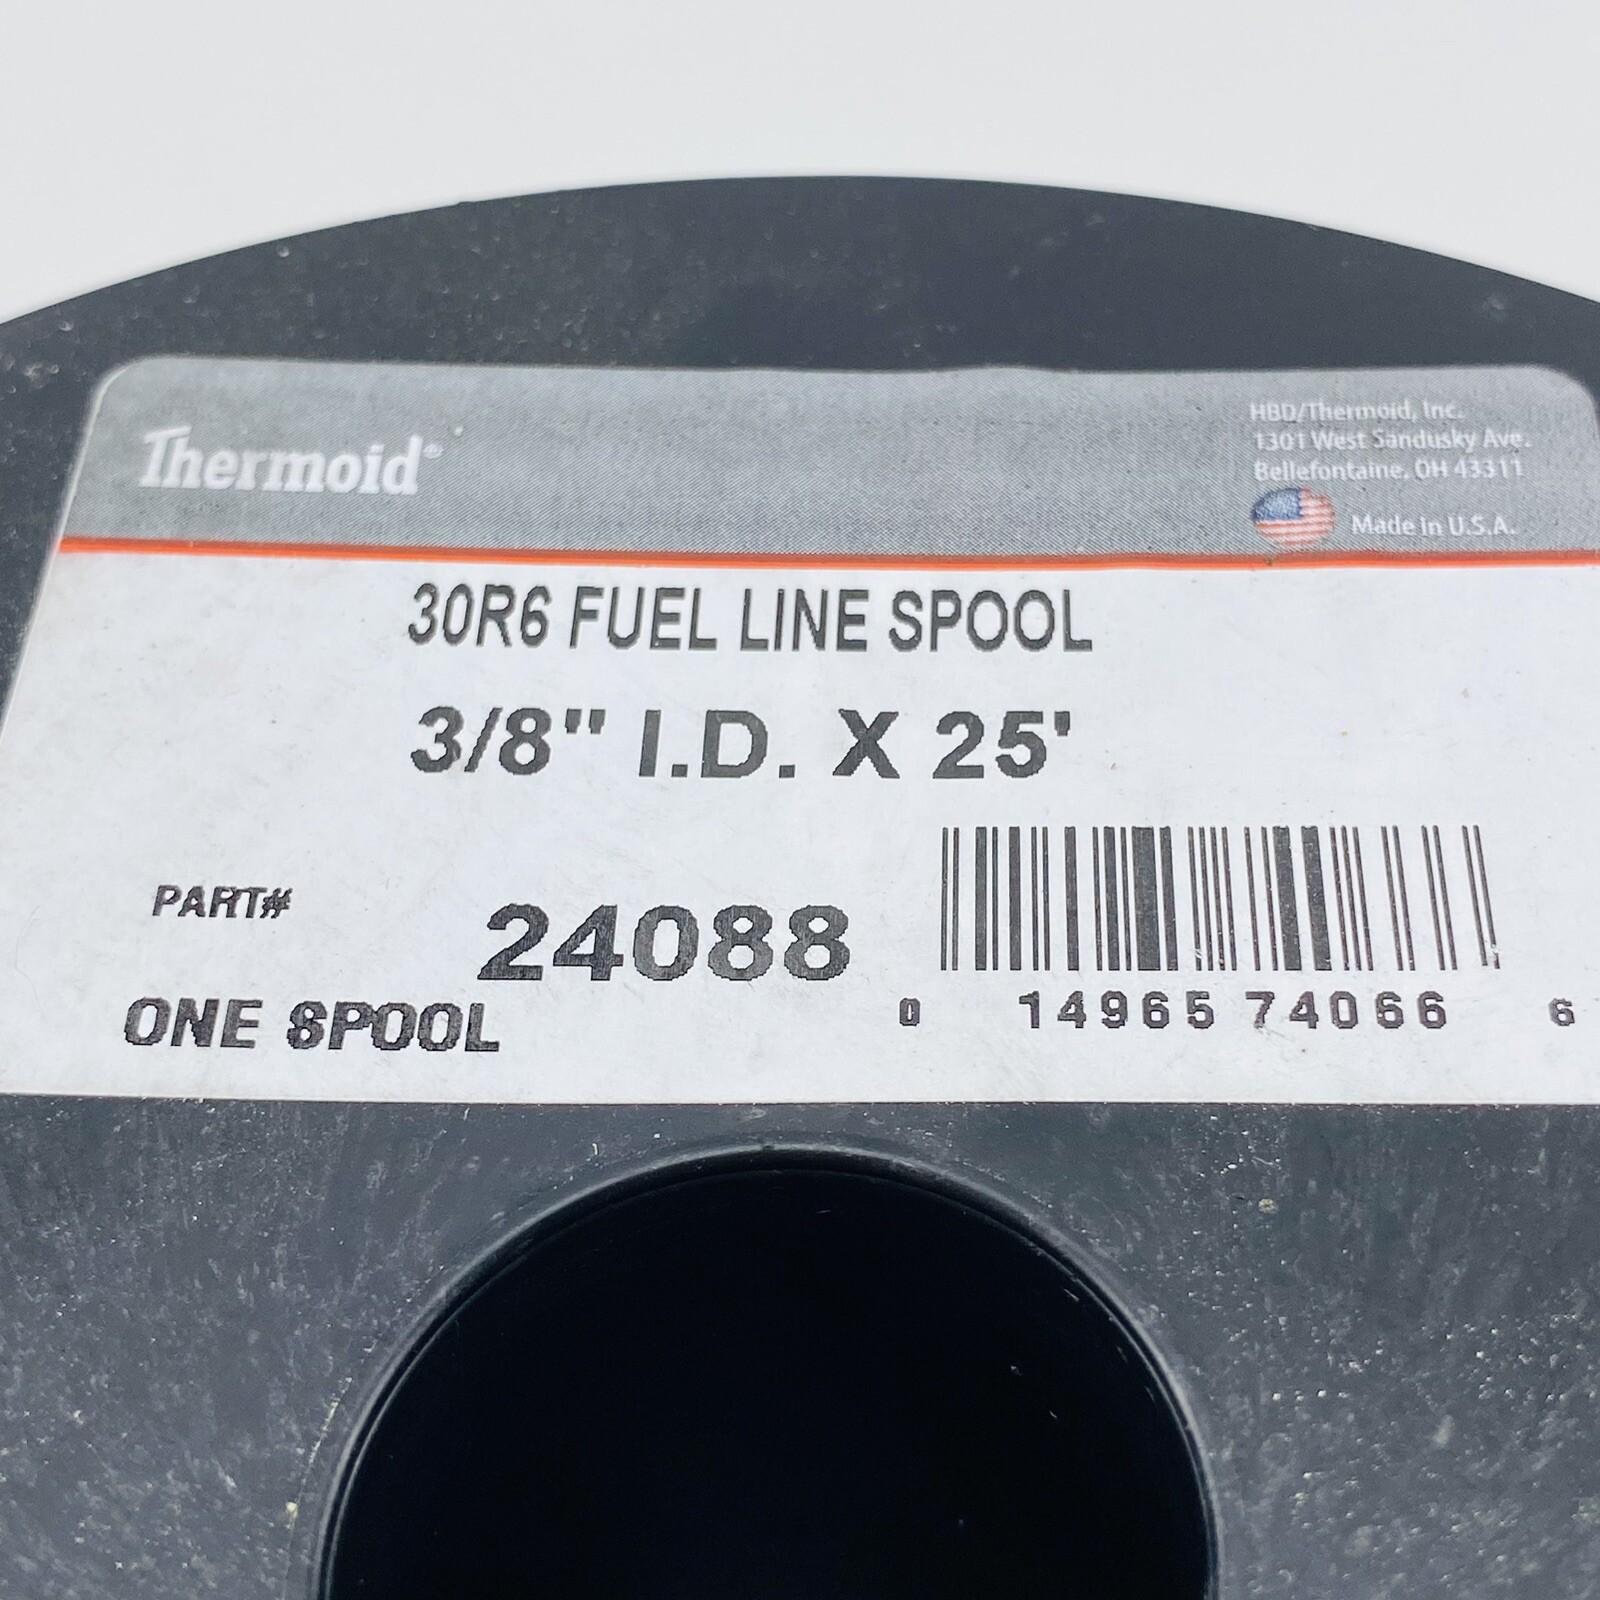 Thermoid®
HBD/Thermoid, Inc.
1301 West Sandusky Ave.
Bellefontaine, OH 43311
Made in U.S.A.
30R6 FUEL LINE SPOOL
3/8" I.D. X 25'
PART# 24088
ONE SPOOL
0 14965 74066 6